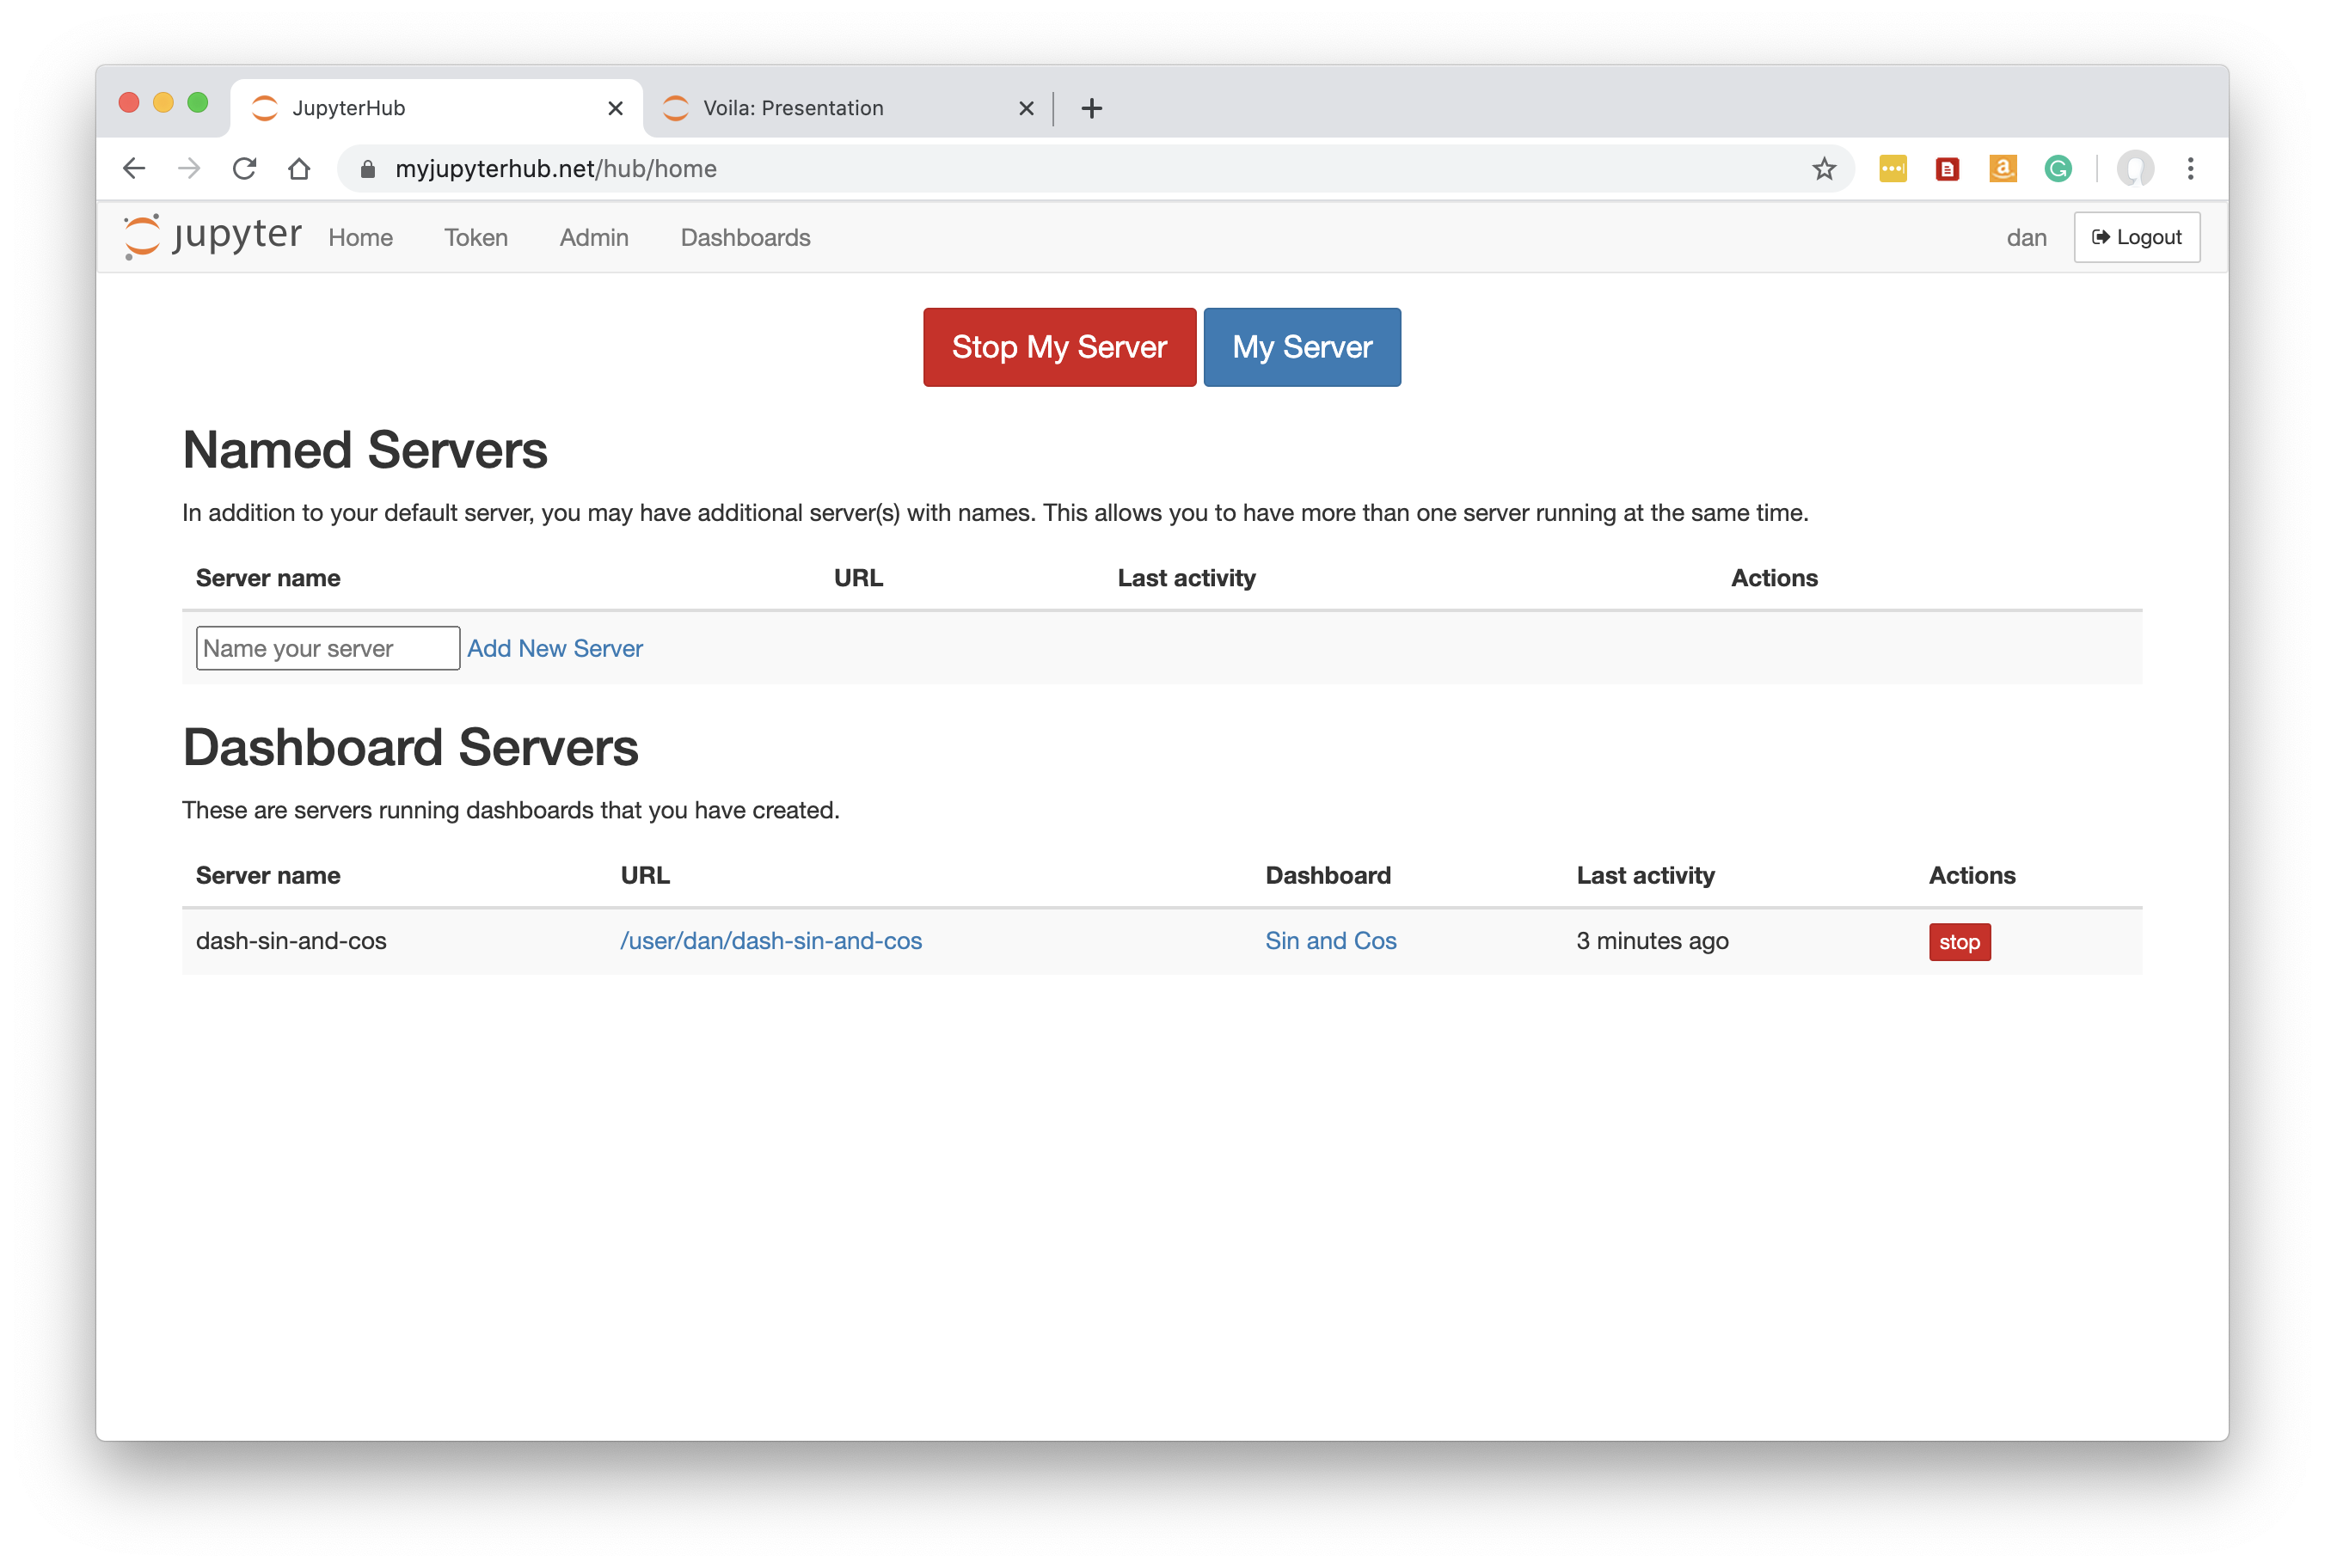 JupyterHub
Voila: Presentation
myjupyterhub.net/hub/home
jupyter Home Token Admin Dashboards dan Logout
Stop My Server My Server
Named Servers
In addition to your default server, you may have additional server(s) with names. This allows you to have more than one server running at the same time.
Server name URL Last activity Actions
Name your server Add New Server
Dashboard Servers
These are servers running dashboards that you have created.
Server name URL Dashboard Last activity Actions
dash-sin-and-cos /user/dan/dash-sin-and-cos Sin and Cos 3 minutes ago stop